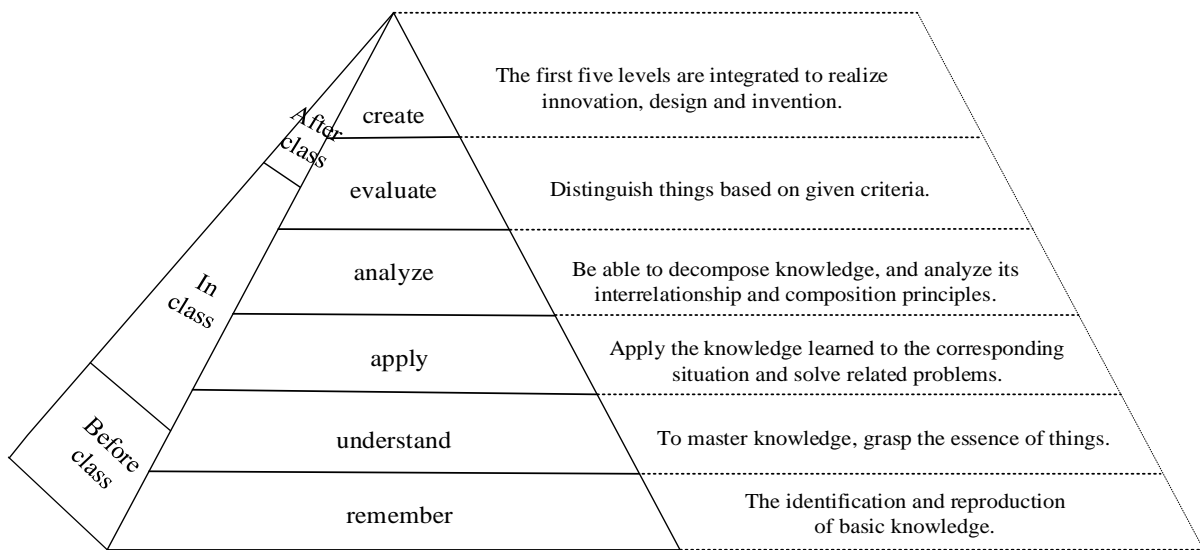 The first five levels are integrated to realize
innovation, design and invention.
After
class
create
evaluate
Distinguish things based on given criteria.
In
class
analyze
Be able to decompose knowledge, and analyze its
interrelationship and composition principles.
apply
Apply the knowledge learned to the corresponding
situation and solve related problems.
Before
class
understand
To master knowledge, grasp the essence of things.
remember
The identification and reproduction
of basic knowledge.